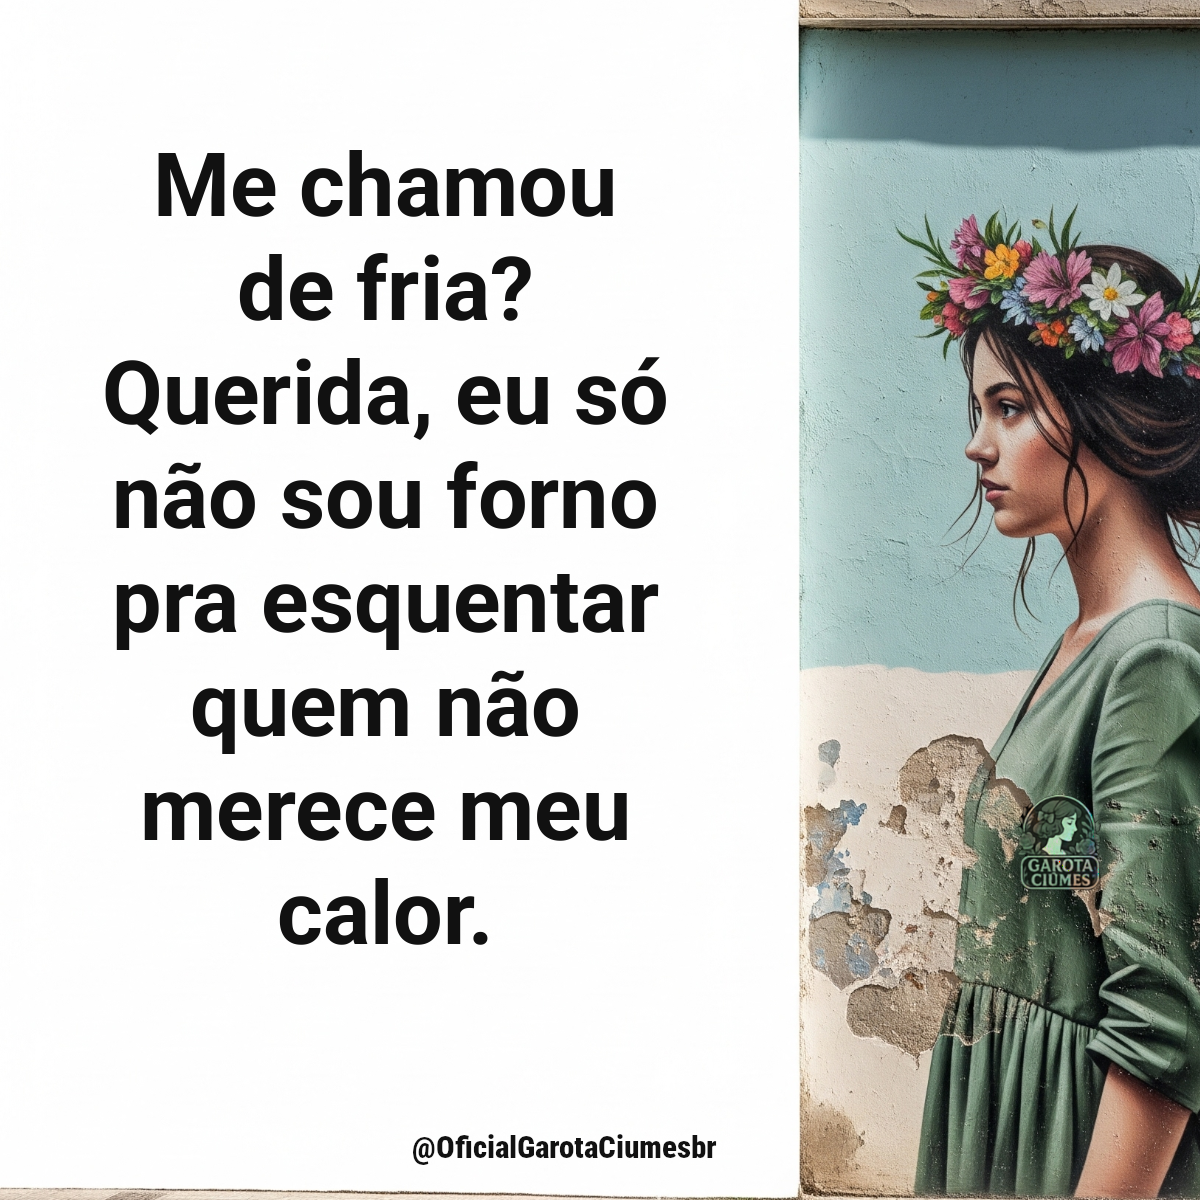 Me chamou
de fria?
Querida, eu só
não sou forno
pra esquentar
quem não
merece meu
calor.
@OficialGarotaCiumesbr
GAROTA
CIÚMES